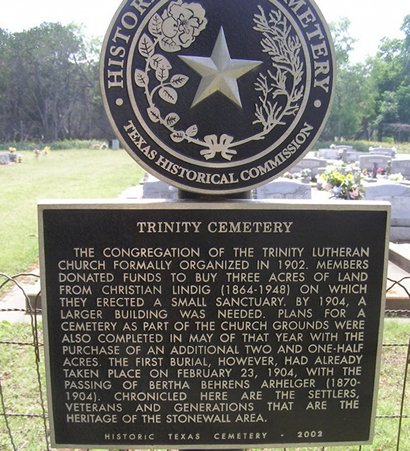 HISTORIC TEXAS CEMETERY
TEXAS HISTORICAL COMMISSION
TRINITY CEMETERY
THE CONGREGATION OF THE TRINITY LUTHERAN
CHURCH FORMALLY ORGANIZED IN 1902. MEMBERS
DONATED FUNDS TO BUY THREE ACRES OF LAND
FROM CHRISTIAN LINDIG (1864-1948) ON WHICH
THEY ERECTED A SMALL SANCTUARY. BY 1904, A
LARGER BUILDING WAS NEEDED. PLANS FOR A
CEMETERY AS PART OF THE CHURCH GROUNDS WERE
ALSO COMPLETED IN MAY OF THAT YEAR WITH THE
PURCHASE OF AN ADDITIONAL TWO AND ONE-HALF
ACRES. THE FIRST BURIAL, HOWEVER, HAD ALREADY
TAKEN PLACE ON FEBRUARY 23, 1904, WITH THE
PASSING OF BERTHA BEHRENS ARHELGER (1870-
1904). CHRONICLED HERE ARE THE SETTLERS,
VETERANS AND GENERATIONS THAT ARE THE
HERITAGE OF THE STONEWALL AREA.
HISTORIC TEXAS CEMETERY - 2002